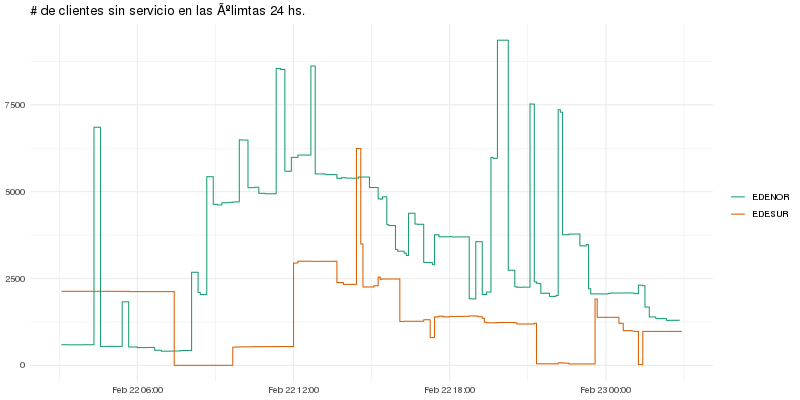 # de clientes sin servicio en las Ãºlimtas 24 hs.
7500
5000
2500
0
Feb 22 06:00
Feb 22 12:00
Feb 22 18:00
Feb 23 00:00
EDENOR
EDESUR